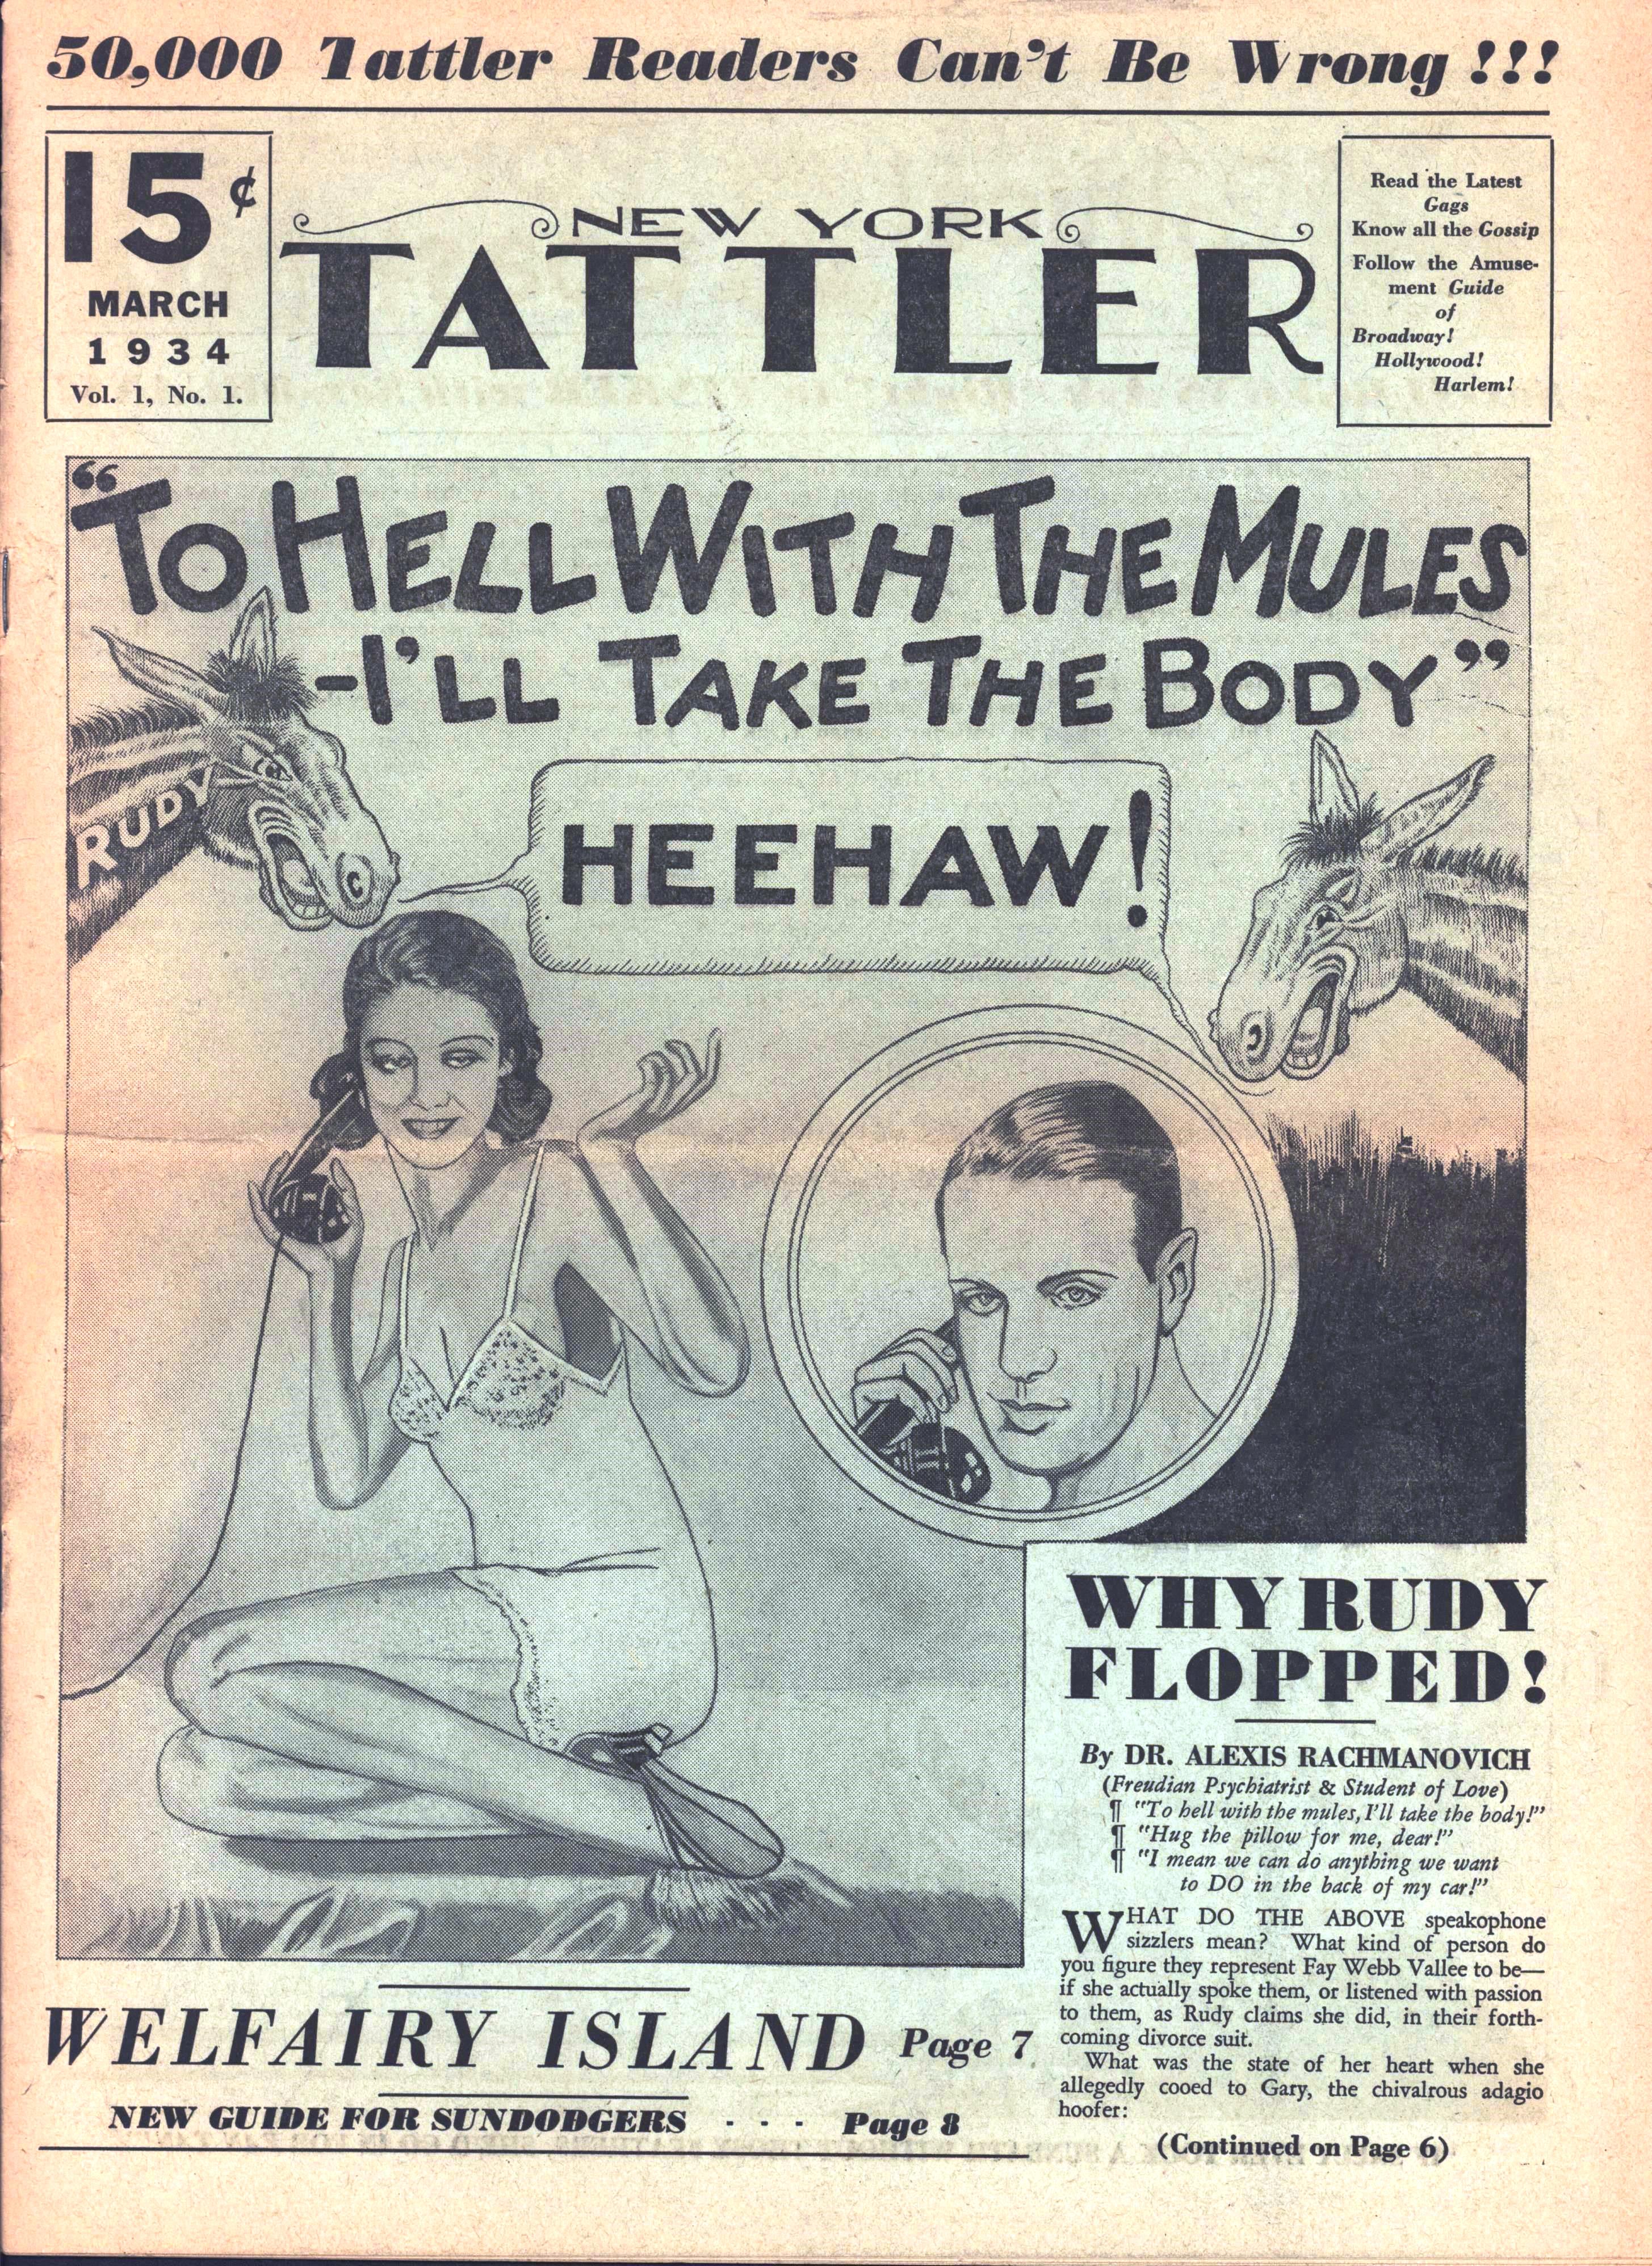 50,000 Tattler Readers Can't Be Wrong !!!
15¢
MARCH
1934
Vol. 1, No. 1.
NEW YORK
TATTLER
Read the Latest
Gags
Know all the Gossip
Follow the Amuse-
ment Guide
of
Broadway!
Hollywood!
Harlem!
"TO HELL WITH THE MULES
-I'LL TAKE THE BODY"
RUDY
HEEHAW!
WHY RUDY
FLOPPED!
By DR. ALEXIS RACHMANOVICH
(Freudian Psychiatrist & Student of Love)
¶ "To hell with the mules, I'll take the body!"
¶ "Hug the pillow for me, dear!"
¶ "I mean we can do anything we want
to DO in the back of my car!"
WHAT DO THE ABOVE speakophone
sizzlers mean? What kind of person do
you figure they represent Fay Webb Vallee to be—
if she actually spoke them, or listened with passion
to them, as Rudy claims she did, in their forth-
coming divorce suit.
What was the state of her heart when she
allegedly cooed to Gary, the chivalrous adagio
hoofer:
(Continued on Page 6)
WELFAIRY ISLAND Page 7
NEW GUIDE FOR SUNDODGERS - - - Page 8